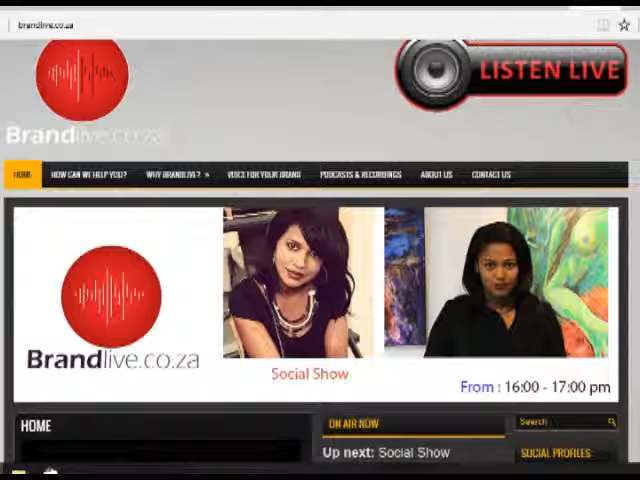 brandlive.co.za
LISTEN LIVE
Brandlive.co.za
HOME HOW CAN WE HELP YOU? WHY BRANDLIVE? » VOICE FOR YOUR BRAND PODCASTS & RECORDINGS ABOUT US CONTACT US
Brandlive.co.za
Social Show
From : 16:00 - 17:00 pm
HOME
ON AIR NOW
Search
Up next: Social Show
SOCIAL PROFILES